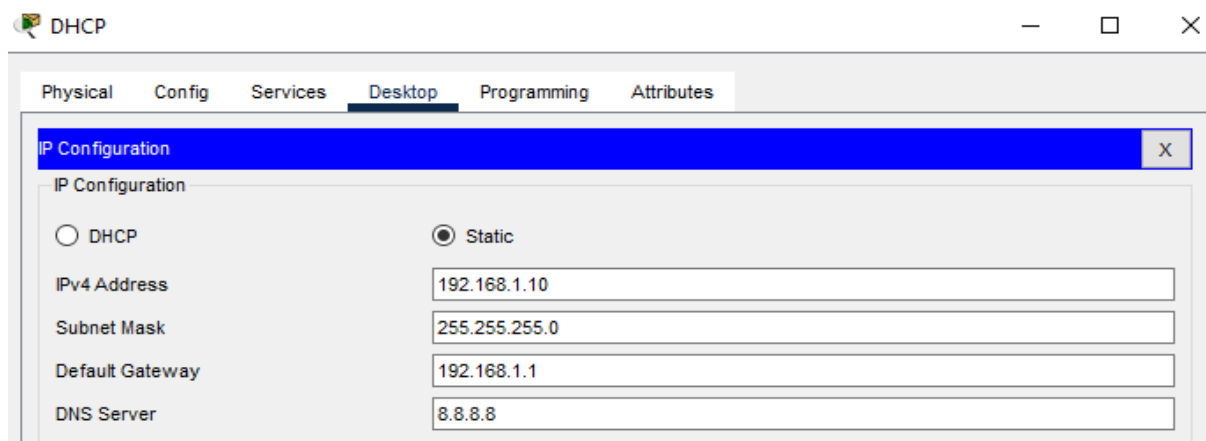 DHCP
Physical Config Services Desktop Programming Attributes
IP Configuration X
IP Configuration
DHCP Static
IPv4 Address 192.168.1.10
Subnet Mask 255.255.255.0
Default Gateway 192.168.1.1
DNS Server 8.8.8.8